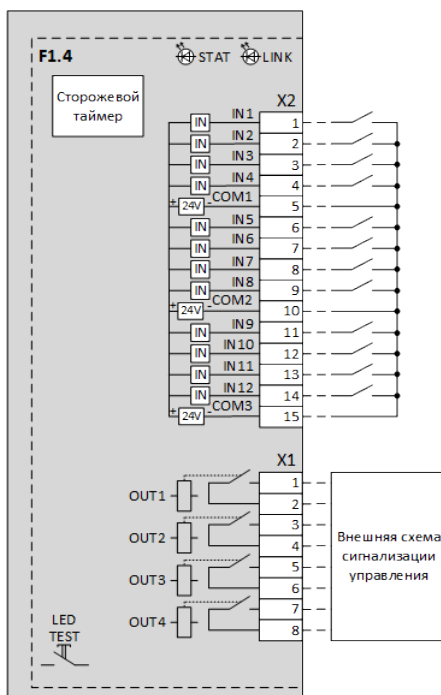 F1.4
STAT
LINK
Сторожевой
таймер
X2
IN IN1 1
IN IN2 2
IN IN3 3
IN IN4 4
+ 24V -COM1 5
IN IN5 6
IN IN6 7
IN IN7 8
IN IN8 9
+ 24V -COM2 10
IN IN9 11
IN IN10 12
IN IN11 13
IN IN12 14
+ 24V -COM3 15
X1
OUT1
1
2
OUT2
3
4
OUT3
5
6
OUT4
7
8
Внешняя схема
сигнализации
управления
LED
TEST